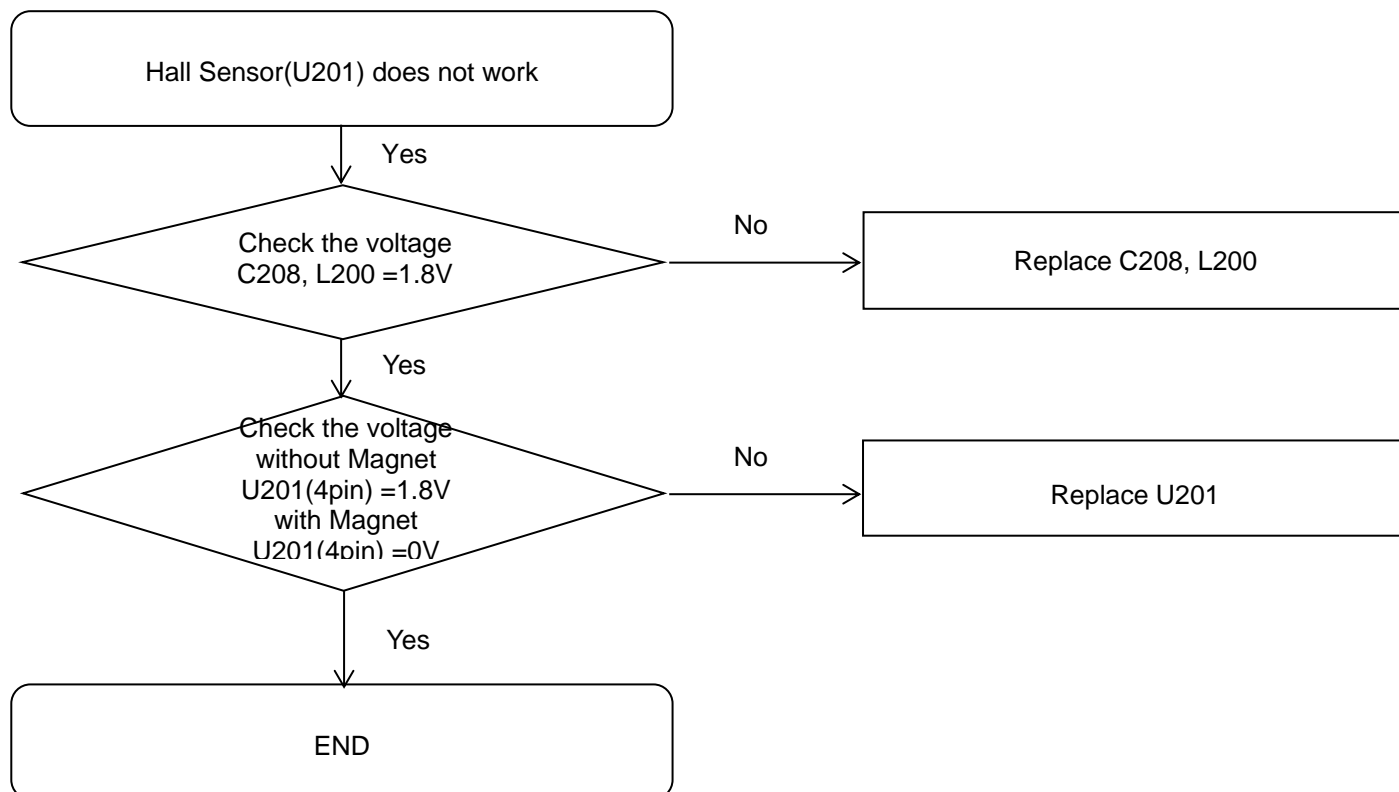 Hall Sensor(U201) does not work
Yes
Check the voltage
C208, L200 =1.8V
No
Replace C208, L200
Yes
Check the voltage
without Magnet
U201(4pin) =1.8V
with Magnet
U201(4pin) =0V
No
Replace U201
Yes
END